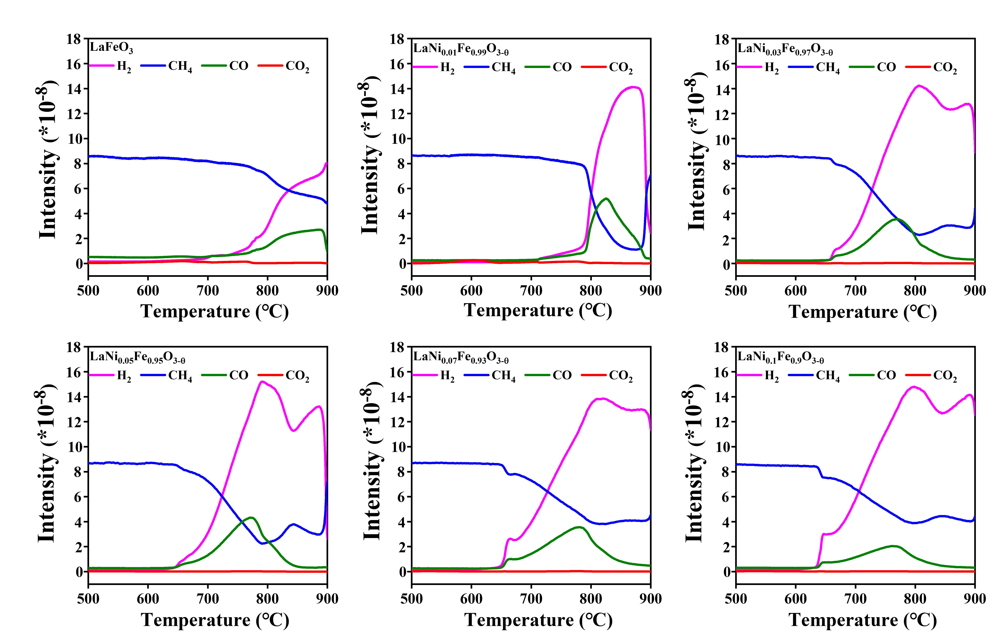 LaFeO3
H2 CH4 CO CO2
18
16
14
12
10
8
6
4
2
0
500 600 700 800 900
Intensity (*10-8)
Temperature (°C)
LaNi0.01Fe0.99O3-θ
H2 CH4 CO CO2
18
16
14
12
10
8
6
4
2
0
500 600 700 800 900
Intensity (*10-8)
Temperature (°C)
LaNi0.03Fe0.97O3-θ
H2 CH4 CO CO2
18
16
14
12
10
8
6
4
2
0
500 600 700 800 900
Intensity (*10-8)
Temperature (°C)
LaNi0.05Fe0.95O3-θ
H2 CH4 CO CO2
18
16
14
12
10
8
6
4
2
0
500 600 700 800 900
Intensity (*10-8)
Temperature (°C)
LaNi0.07Fe0.93O3-θ
H2 CH4 CO CO2
18
16
14
12
10
8
6
4
2
0
500 600 700 800 900
Intensity (*10-8)
Temperature (°C)
LaNi0.1Fe0.9O3-θ
H2 CH4 CO CO2
18
16
14
12
10
8
6
4
2
0
500 600 700 800 900
Intensity (*10-8)
Temperature (°C)